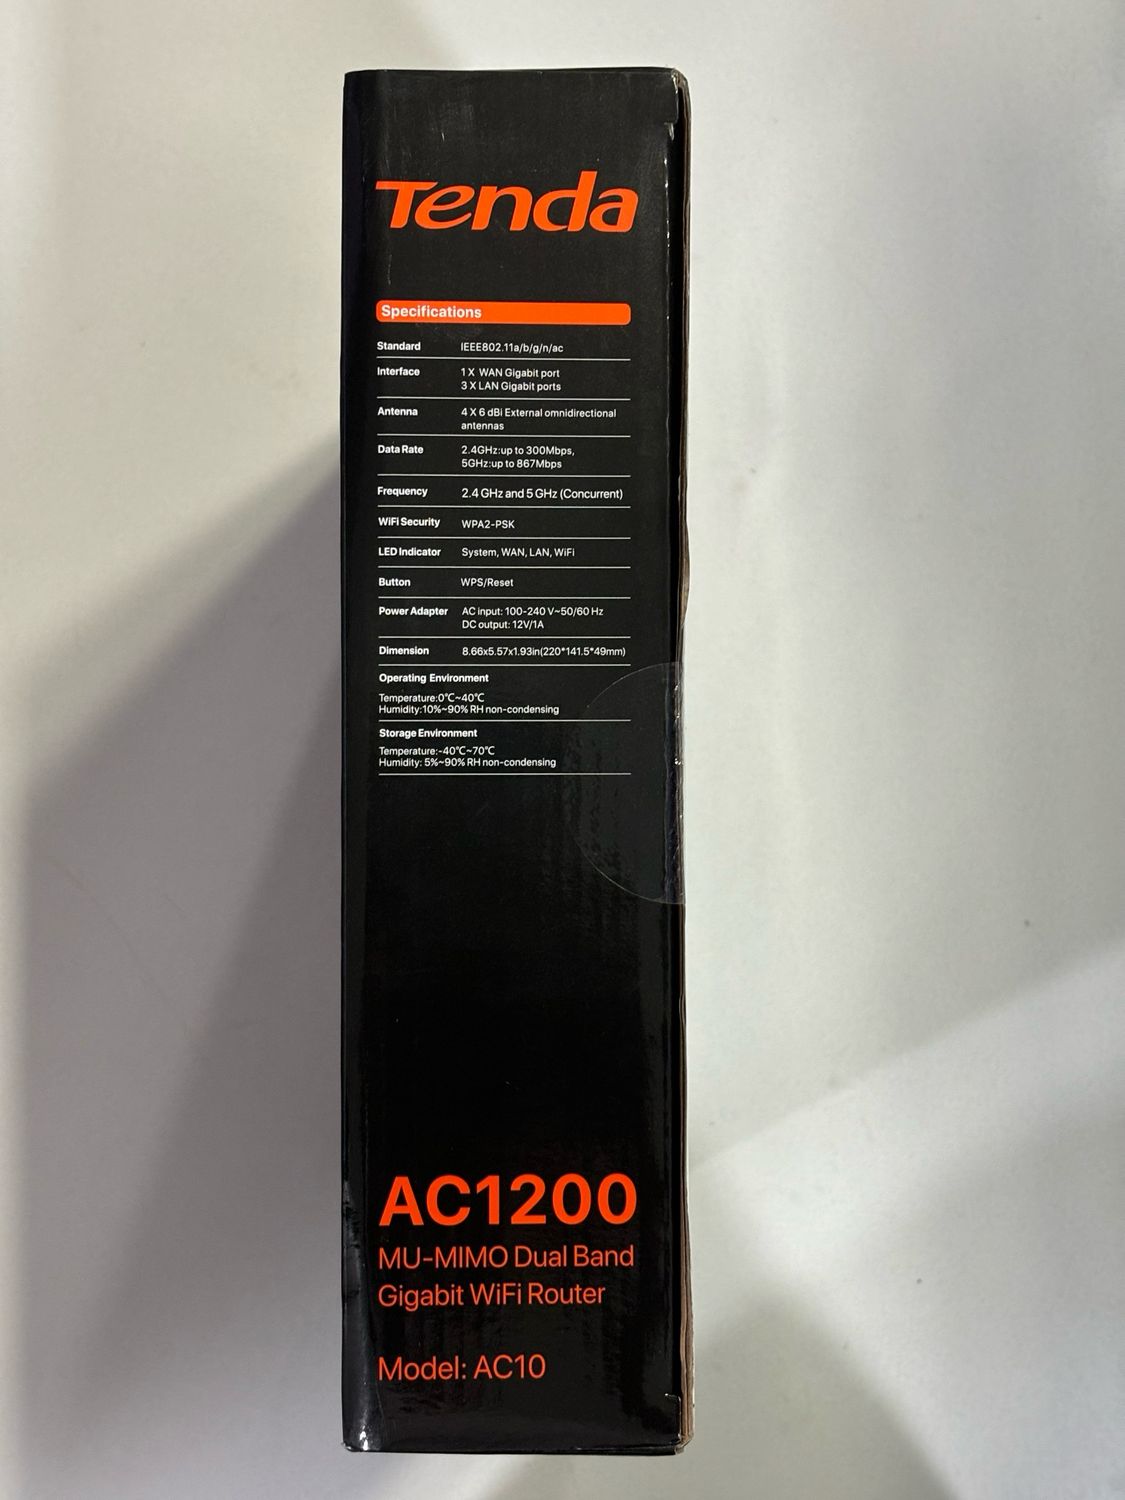 Tenda
Specifications
Standard IEEE802.11a/b/g/n/ac
Interface 1 X WAN Gigabit port
3 X LAN Gigabit ports
Antenna 4 X 6 dBi External omnidirectional
antennas
Data Rate 2.4GHz:up to 300Mbps,
5GHz:up to 867Mbps
Frequency 2.4 GHz and 5 GHz (Concurrent)
WiFi Security WPA2-PSK
LED Indicator System, WAN, LAN, WiFi
Button WPS/Reset
Power Adapter AC input: 100-240 V~50/60 Hz
DC output: 12V/1A
Dimension 8.66x5.57x1.93in(220*141.5*49mm)
Operating Environment
Temperature:0℃~40℃
Humidity:10%~90% RH non-condensing
Storage Environment
Temperature:-40℃~70℃
Humidity: 5%~90% RH non-condensing
AC1200
MU-MIMO Dual Band
Gigabit WiFi Router
Model: AC10